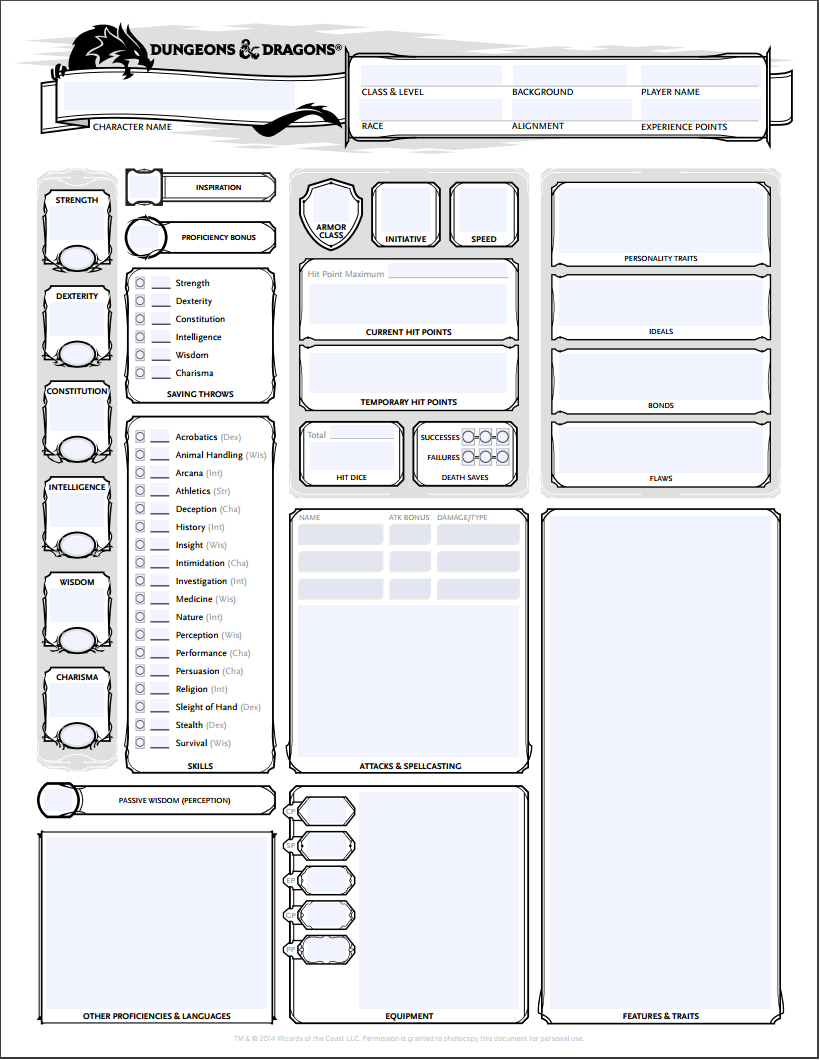 DUNGEONS & DRAGONS®
CHARACTER NAME
CLASS & LEVEL
BACKGROUND
PLAYER NAME
RACE
ALIGNMENT
EXPERIENCE POINTS
STRENGTH
DEXTERITY
CONSTITUTION
INTELLIGENCE
WISDOM
CHARISMA
INSPIRATION
PROFICIENCY BONUS
Strength
Dexterity
Constitution
Intelligence
Wisdom
Charisma
SAVING THROWS
Acrobatics (Dex)
Animal Handling (Wis)
Arcana (Int)
Athletics (Str)
Deception (Cha)
History (Int)
Insight (Wis)
Intimidation (Cha)
Investigation (Int)
Medicine (Wis)
Nature (Int)
Perception (Wis)
Performance (Cha)
Persuasion (Cha)
Religion (Int)
Sleight of Hand (Dex)
Stealth (Dex)
Survival (Wis)
SKILLS
PASSIVE WISDOM (PERCEPTION)
OTHER PROFICIENCIES & LANGUAGES
ARMOR
CLASS
INITIATIVE
SPEED
Hit Point Maximum
CURRENT HIT POINTS
TEMPORARY HIT POINTS
Total
HIT DICE
SUCCESSES
FAILURES
DEATH SAVES
NAME
ATK BONUS
DAMAGE/TYPE
ATTACKS & SPELLCASTING
CP
SP
EP
GP
PP
EQUIPMENT
PERSONALITY TRAITS
IDEALS
BONDS
FLAWS
FEATURES & TRAITS
TM & © 2014 Wizards of the Coast LLC. Permission is granted to photocopy this document for personal use.